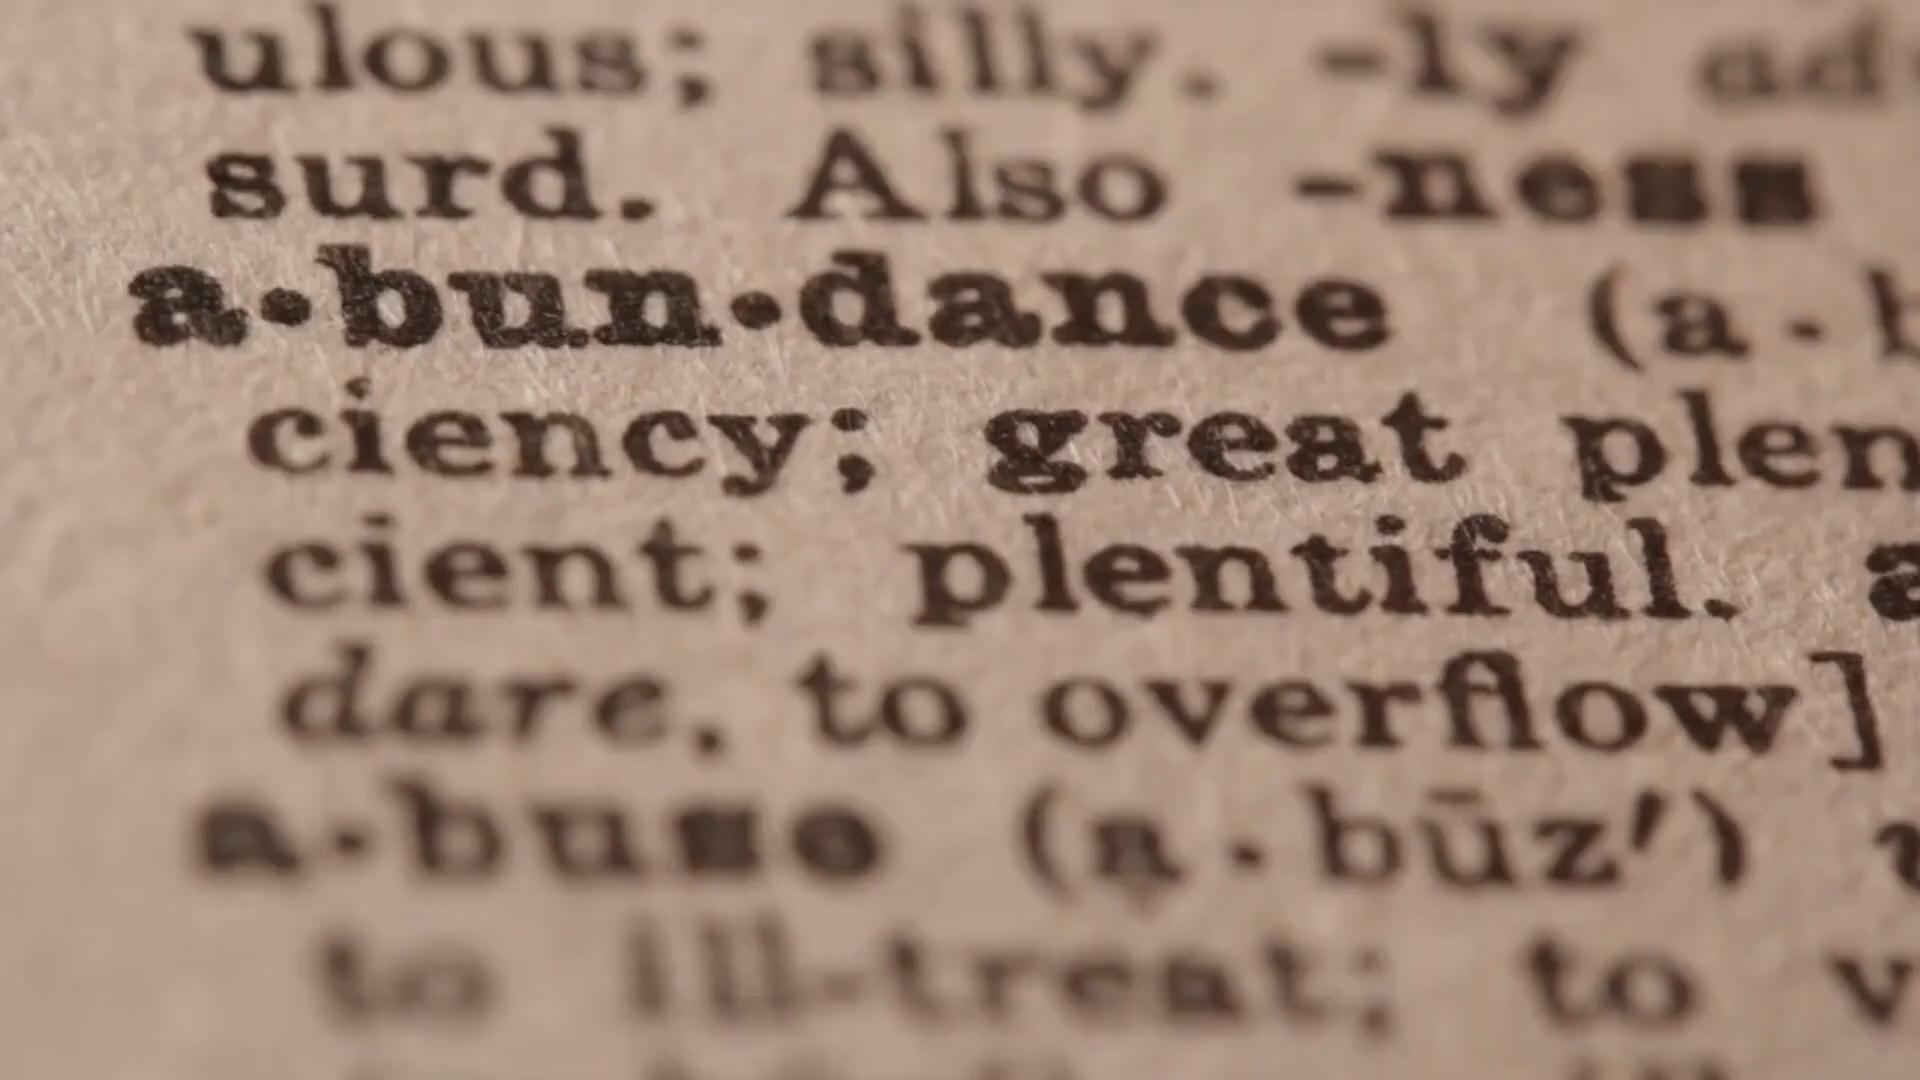 ulous; silly. -ly ad
surd. Also -ness
a·bun·dance (a·b
ciency; great plen
cient; plentiful. a
dare, to overflow]
a·buse (a·būz′) v
to ill-treat; to v